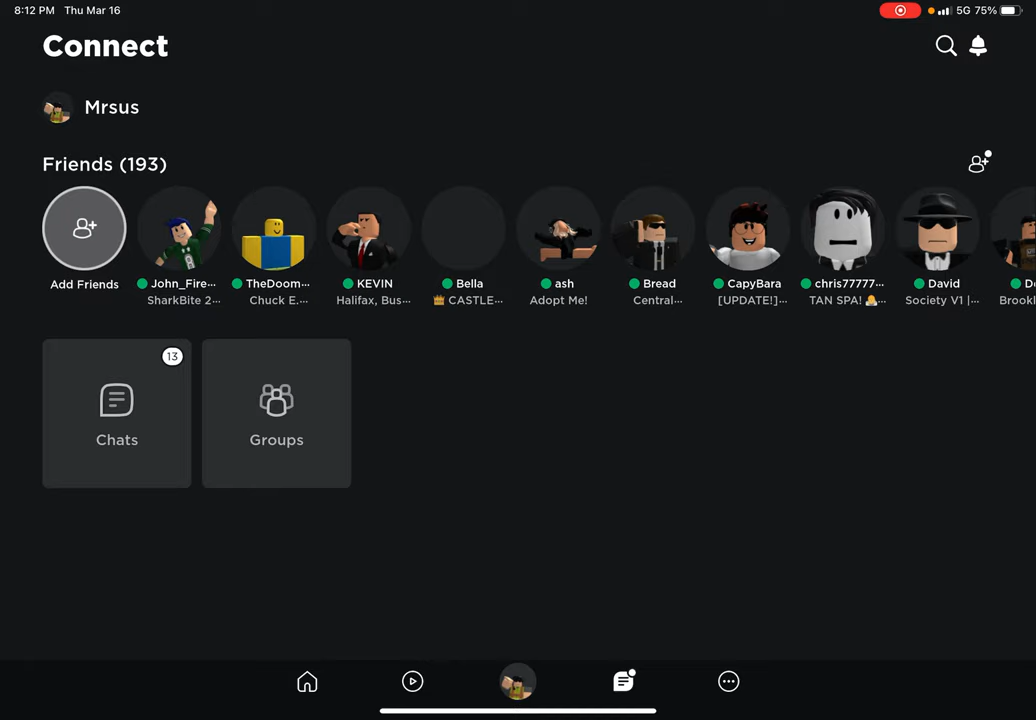 8:12 PM Thu Mar 16 5G 75%
Connect
Mrsus
Friends (193)
Add Friends John_Fire... TheDoom... KEVIN Bella ash Bread CapyBara chris77777... David D
SharkBite 2... Chuck E.... Halifax, Bus... 👑 CASTLE... Adopt Me! Central... [UPDATE!]... TAN SPA! 💆... Society V1 |... Brookl
13
Chats Groups